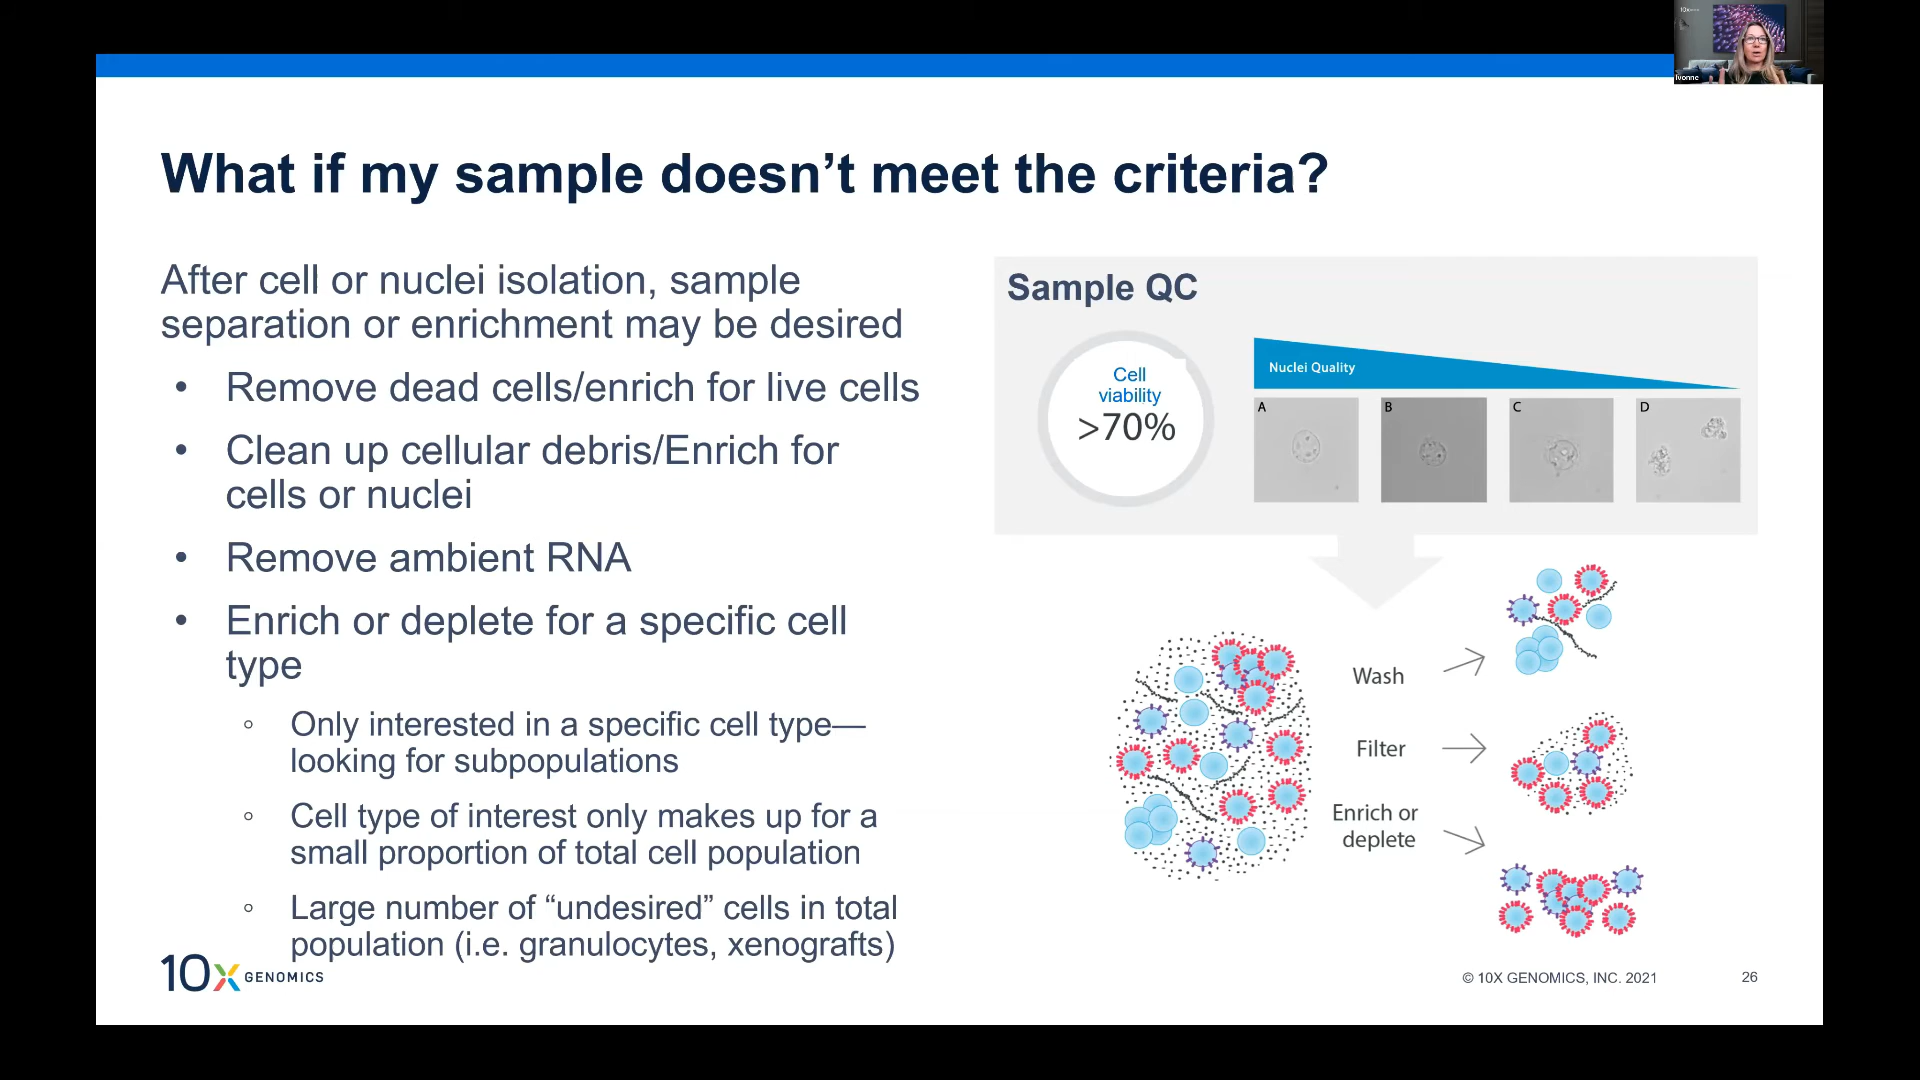 10x
Ivonne
What if my sample doesn’t meet the criteria?
After cell or nuclei isolation, sample
separation or enrichment may be desired
• Remove dead cells/enrich for live cells
• Clean up cellular debris/Enrich for
cells or nuclei
• Remove ambient RNA
• Enrich or deplete for a specific cell
type
◦ Only interested in a specific cell type—
looking for subpopulations
◦ Cell type of interest only makes up for a
small proportion of total cell population
◦ Large number of “undesired” cells in total
population (i.e. granulocytes, xenografts)
Sample QC
Cell
viability
>70%
Nuclei Quality
A
B
C
D
Wash
Filter
Enrich or
deplete
10x GENOMICS
© 10X GENOMICS, INC. 2021
26